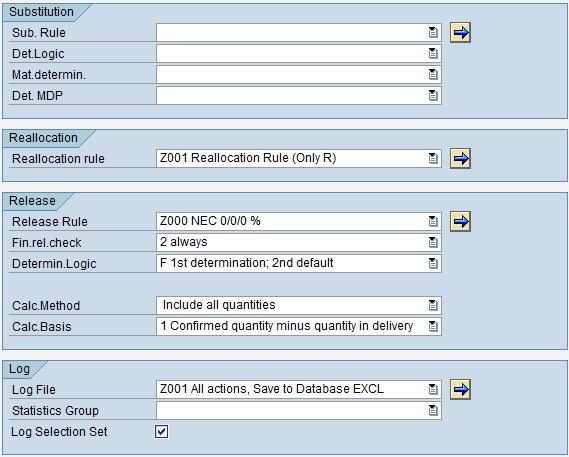 Substitution
Sub. Rule
Det.Logic
Mat.determin.
Det. MDP
Reallocation
Reallocation rule Z001 Reallocation Rule (Only R)
Release
Release Rule Z000 NEC 0/0/0 %
Fin.rel.check 2 always
Determin.Logic F 1st determination; 2nd default
Calc.Method Include all quantities
Calc.Basis 1 Confirmed quantity minus quantity in delivery
Log
Log File Z001 All actions, Save to Database EXCL
Statistics Group
Log Selection Set